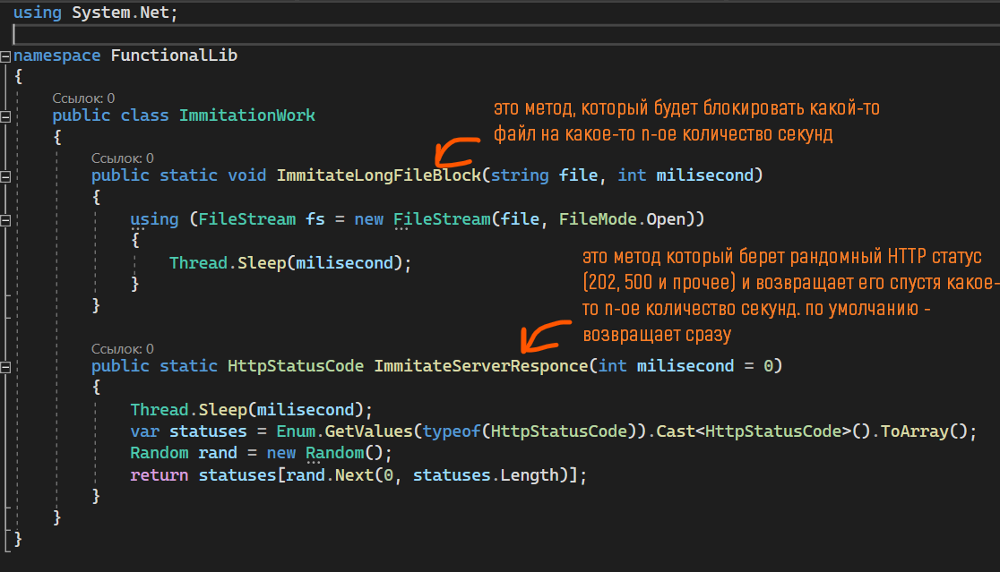 using System.Net;
namespace FunctionalLib
{
Ссылок: 0
public class ImmitationWork
{
это метод, который будет блокировать какой-то
файл на какое-то n-ое количество секунд
Ссылок: 0
public static void ImmitateLongFileBlock(string file, int milisecond)
{
using (FileStream fs = new FileStream(file, FileMode.Open))
{
Thread.Sleep(milisecond);
}
}
это метод который берет рандомный HTTP статус
(202, 500 и прочее) и возвращает его спустя какое-
то n-ое количество секунд. по умолчанию -
возвращает сразу
Ссылок: 0
public static HttpStatusCode ImmitateServerResponce(int milisecond = 0)
{
Thread.Sleep(milisecond);
var statuses = Enum.GetValues(typeof(HttpStatusCode)).Cast<HttpStatusCode>().ToArray();
Random rand = new Random();
return statuses[rand.Next(0, statuses.Length)];
}
}
}